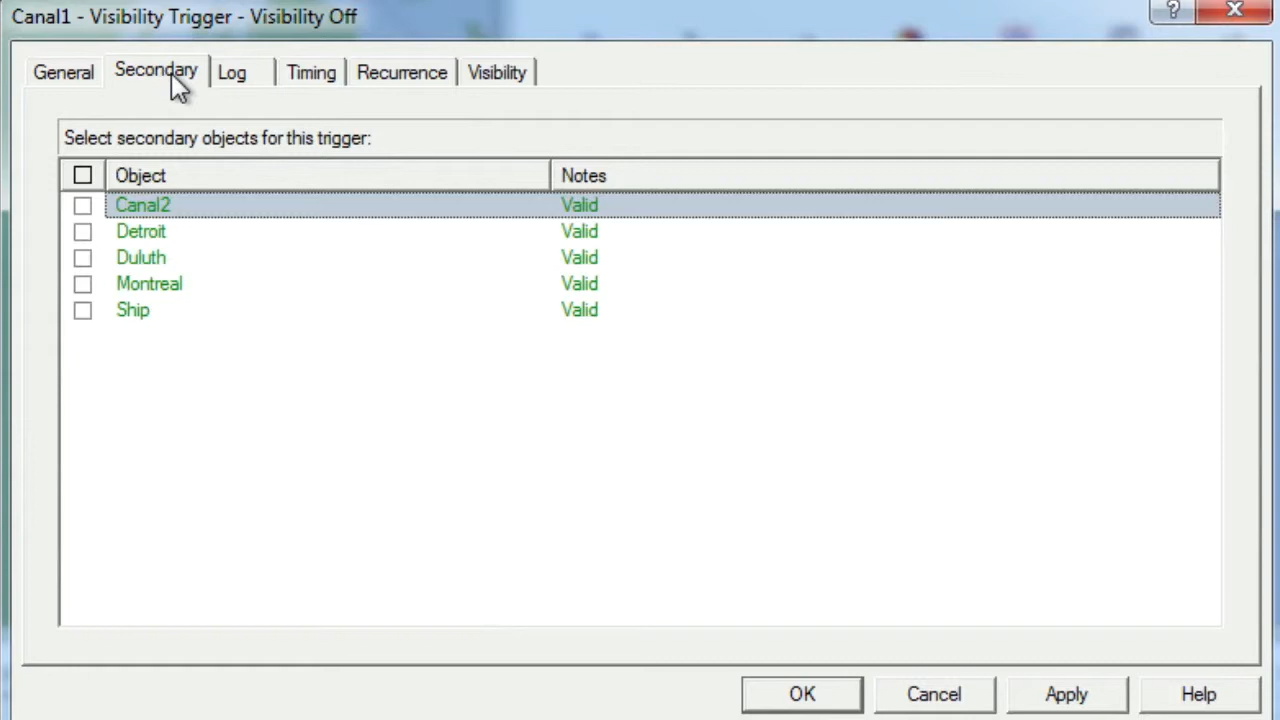 Canal1 - Visibility Trigger - Visibility Off
?
General Secondary Log Timing Recurrence Visibility
Select secondary objects for this trigger:
Object Notes
Canal2 Valid
Detroit Valid
Duluth Valid
Montreal Valid
Ship Valid
OK Cancel Apply Help